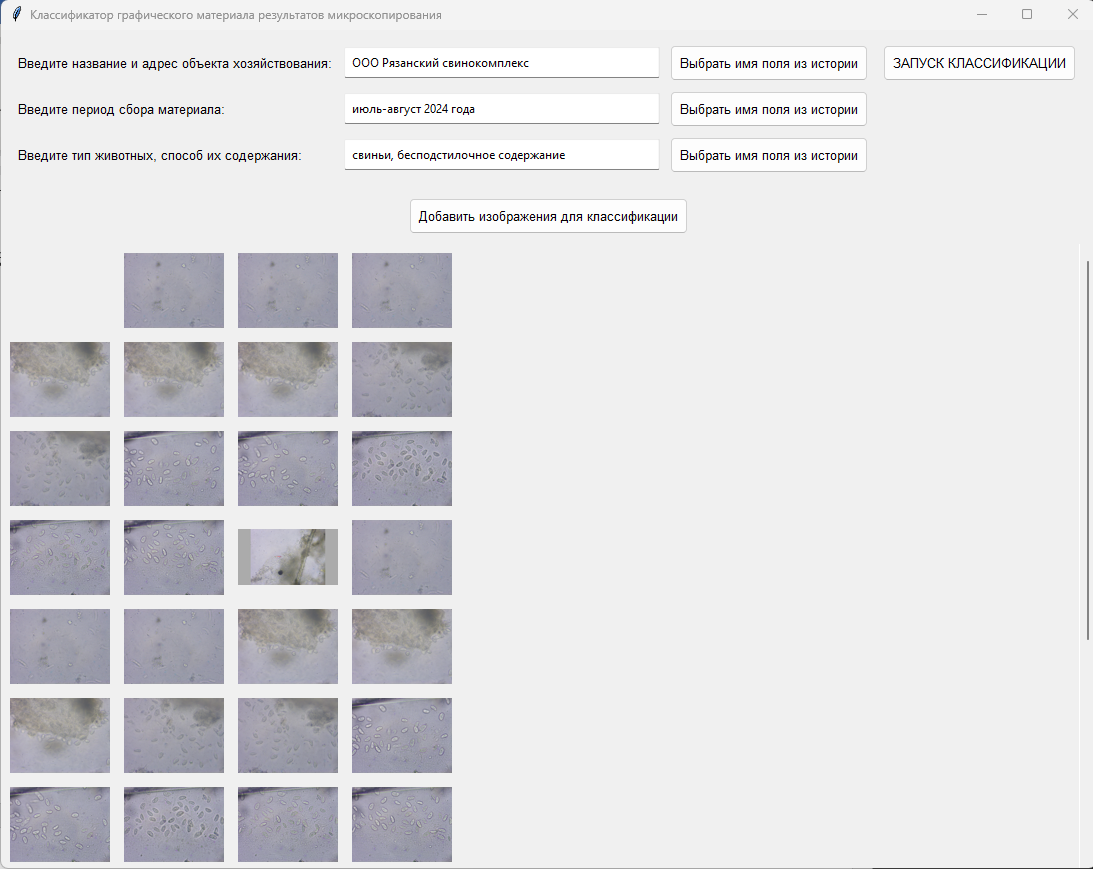 Классификатор графического материала результатов микроскопирования
Введите название и адрес объекта хозяйствования: ООО Рязанский свинокомплекс Выбрать имя поля из истории ЗАПУСК КЛАССИФИКАЦИИ
Введите период сбора материала: июль-август 2024 года Выбрать имя поля из истории
Введите тип животных, способ их содержания: свиньи, бесподстилочное содержание Выбрать имя поля из истории
Добавить изображения для классификации